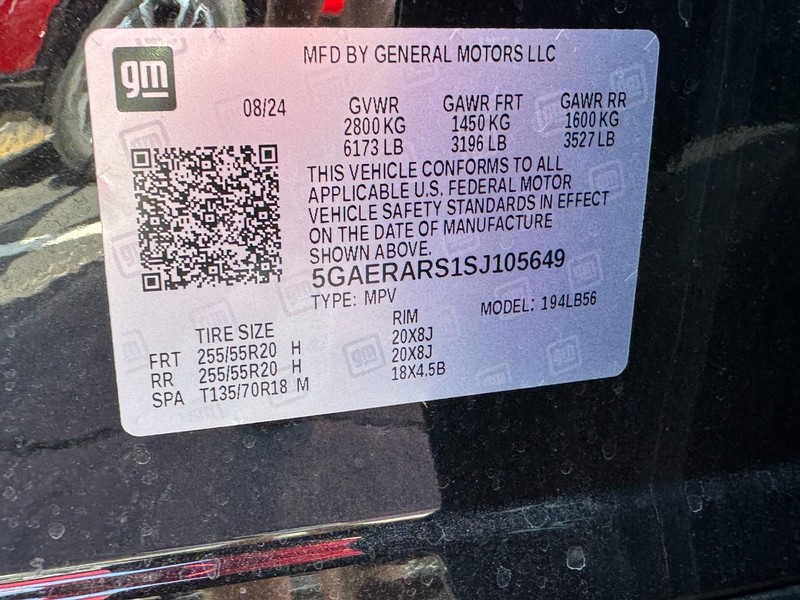 gm
MFD BY GENERAL MOTORS LLC
08/24 GVWR GAWR FRT GAWR RR
2800 KG 1450 KG 1600 KG
6173 LB 3196 LB 3527 LB
THIS VEHICLE CONFORMS TO ALL
APPLICABLE U.S. FEDERAL MOTOR
VEHICLE SAFETY STANDARDS IN EFFECT
ON THE DATE OF MANUFACTURE
SHOWN ABOVE.
5GAERARS1SJ105649
TYPE: MPV MODEL: 194LB56
TIRE SIZE RIM
FRT 255/55R20 H 20X8J
RR 255/55R20 H 20X8J
SPA T135/70R18 M 18X4.5B